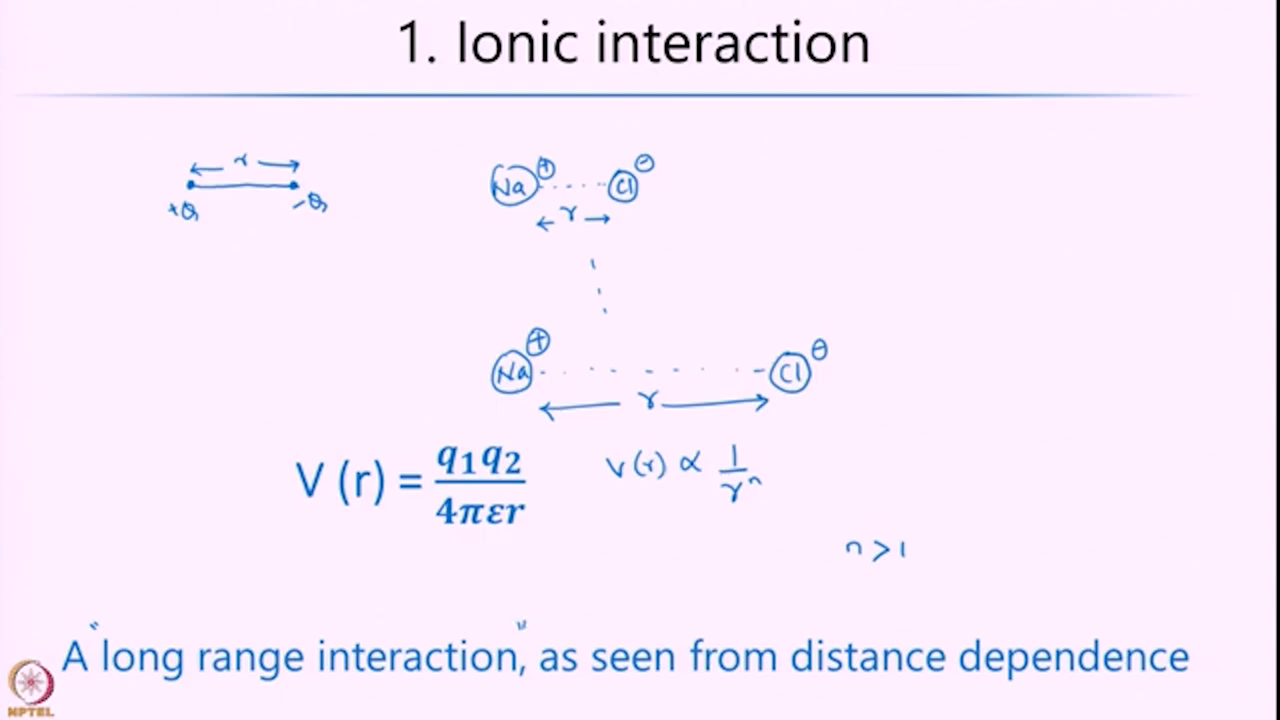 1. Ionic interaction
← r →
+Q -Q
Na + Cl -
← r →
Na + Cl -
← r →
V (r) = q₁q₂ / 4πεr
V(r) ∝ 1/rⁿ
n > 1
A "long range interaction", as seen from distance dependence
NPTEL